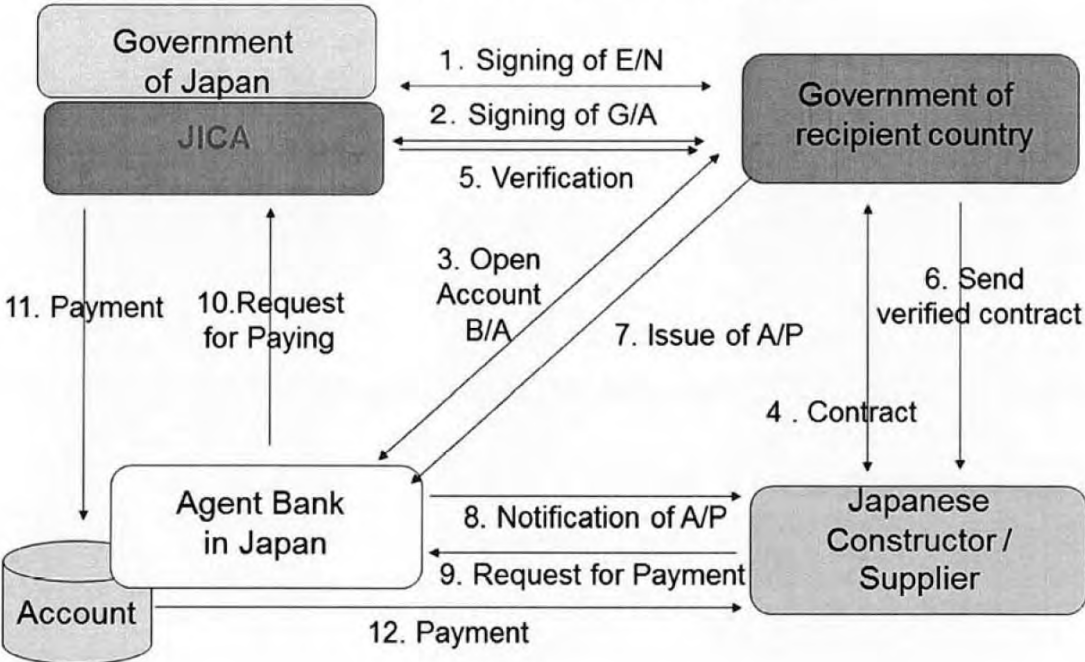 Government
of Japan
JICA
1. Signing of E/N
2. Signing of G/A
5. Verification
Government of
recipient country
11. Payment
10.Request
for Paying
3. Open
Account
B/A
7. Issue of A/P
6. Send
verified contract
4 . Contract
Agent Bank
in Japan
Account
8. Notification of A/P
9. Request for Payment
12. Payment
Japanese
Constructor /
Supplier